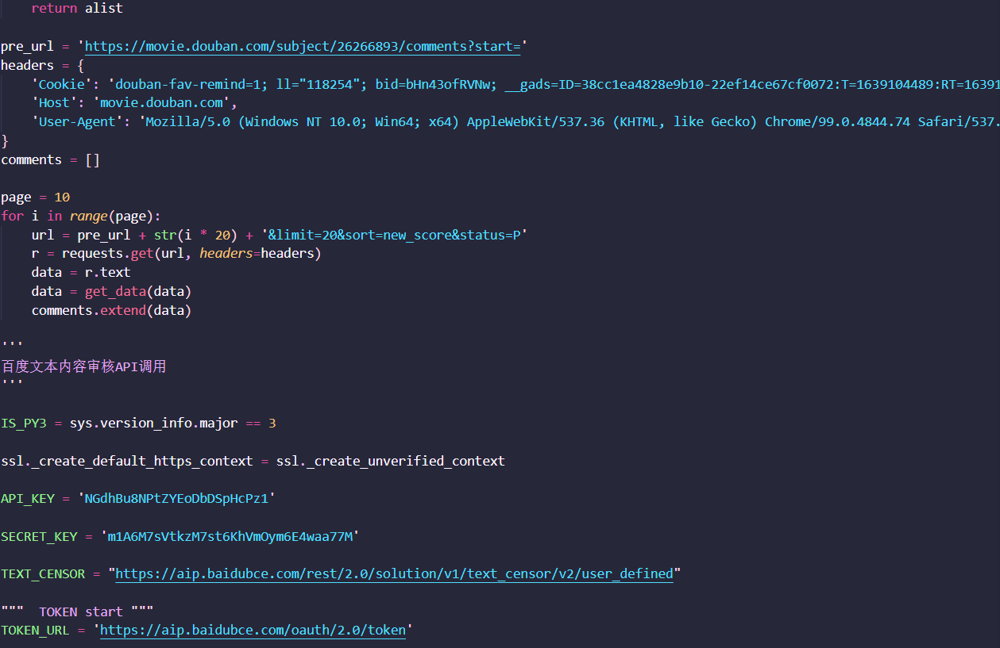 return alist
pre_url = 'https://movie.douban.com/subject/26266893/comments?start='
headers = {
'Cookie': 'douban-fav-remind=1; ll="118254"; bid=bHn43ofRVNw; __gads=ID=38cc1ea4828e9b10-22ef14ce67cf0072:T=1639104489:RT=16391
'Host': 'movie.douban.com',
'User-Agent': 'Mozilla/5.0 (Windows NT 10.0; Win64; x64) AppleWebKit/537.36 (KHTML, like Gecko) Chrome/99.0.4844.74 Safari/537.
}
comments = []
page = 10
for i in range(page):
url = pre_url + str(i * 20) + '&limit=20&sort=new_score&status=P'
r = requests.get(url, headers=headers)
data = r.text
data = get_data(data)
comments.extend(data)
'''
百度文本内容审核API调用
'''
IS_PY3 = sys.version_info.major == 3
ssl._create_default_https_context = ssl._create_unverified_context
API_KEY = 'NGdhBu8NPtZYEoDbDSpHcPz1'
SECRET_KEY = 'm1A6M7sVtkzM7st6KhVmOym6E4waa77M'
TEXT_CENSOR = "https://aip.baidubce.com/rest/2.0/solution/v1/text_censor/v2/user_defined"
"""  TOKEN start """
TOKEN_URL = 'https://aip.baidubce.com/oauth/2.0/token'